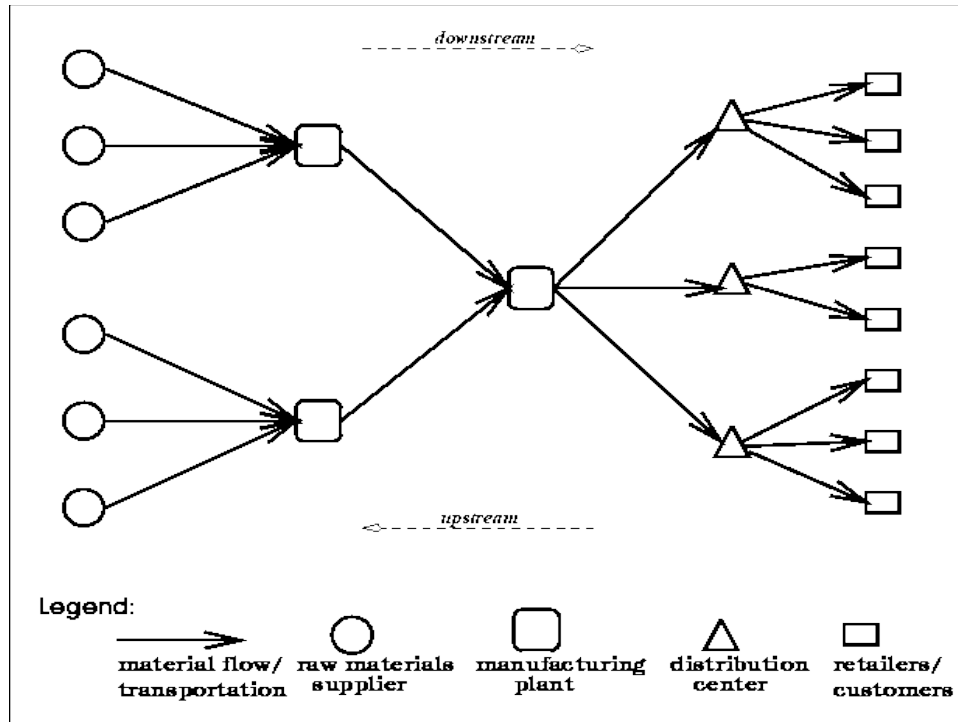 downstream
upstream
Legend:
material flow/
transportation
raw materials
supplier
manufacturing
plant
distribution
center
retailers/
customers